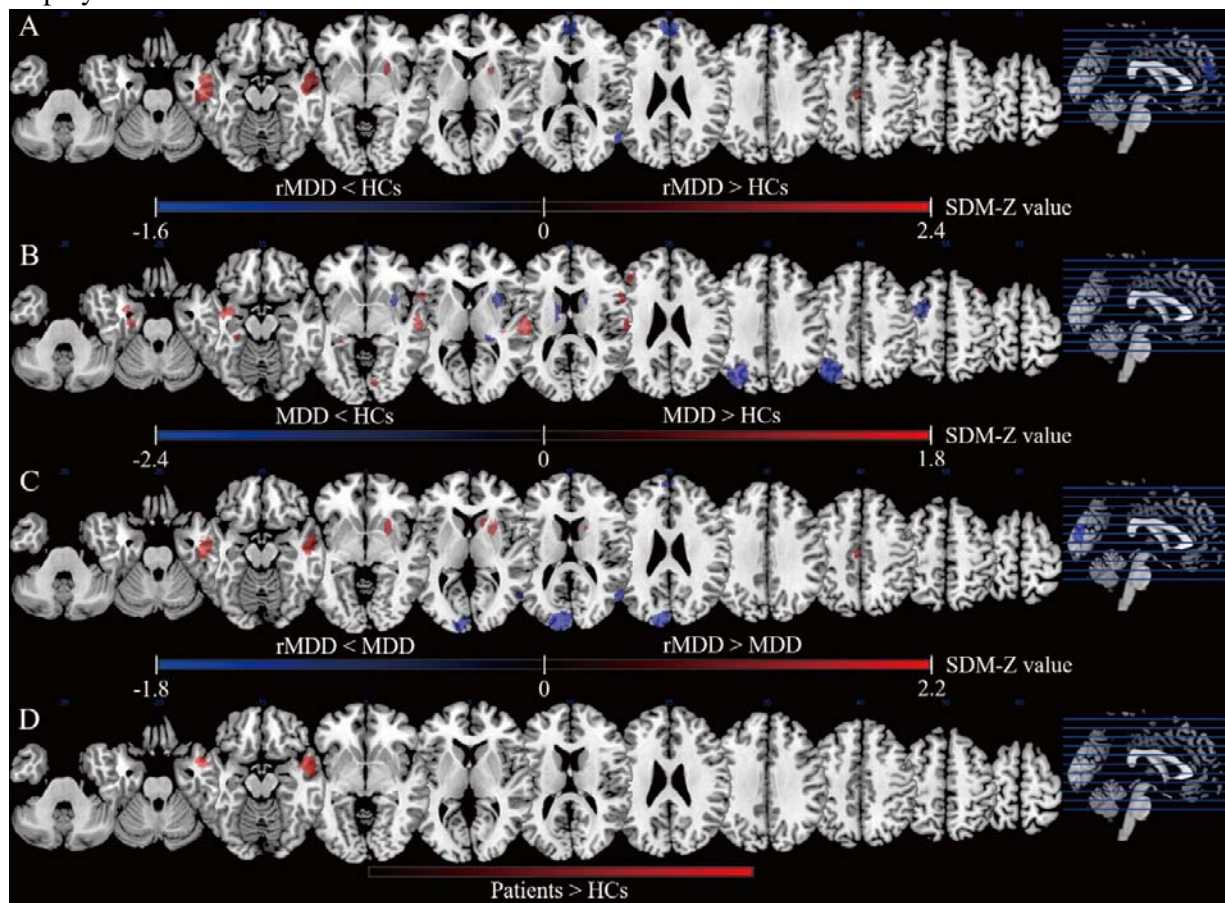 A
rMDD < HCs rMDD > HCs
SDM-Z value
-1.6 0 2.4
B
MDD < HCs MDD > HCs
SDM-Z value
-2.4 0 1.8
C
rMDD < MDD rMDD > MDD
SDM-Z value
-1.8 0 2.2
D
Patients > HCs